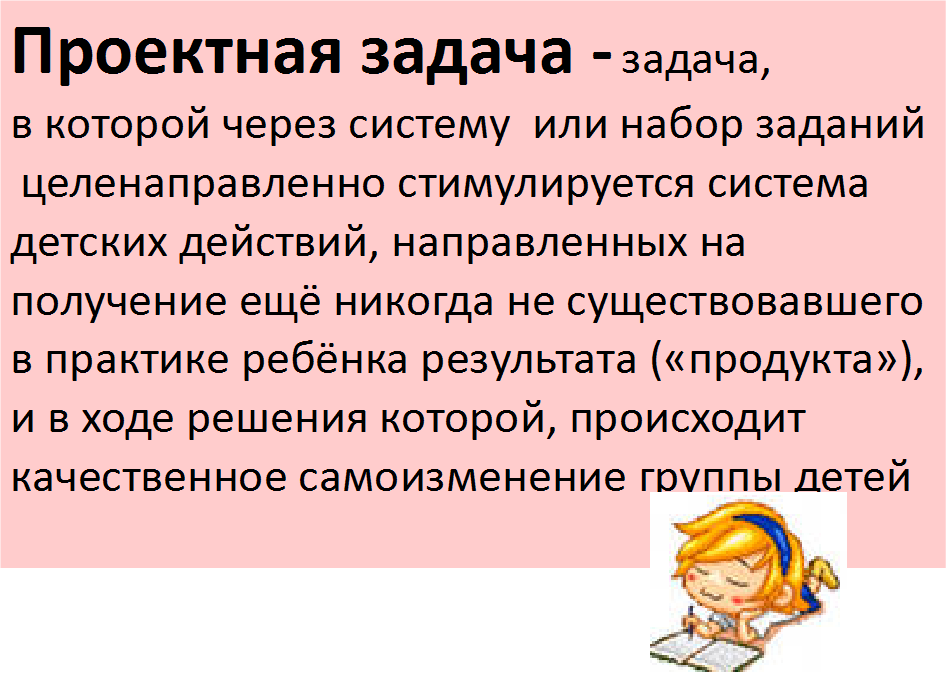 Проектная задача - задача,
в которой через систему или набор заданий
целенаправленно стимулируется система
детских действий, направленных на
получение ещё никогда не существовавшего
в практике ребёнка результата («продукта»),
и в ходе решения которой, происходит
качественное самоизменение группы детей